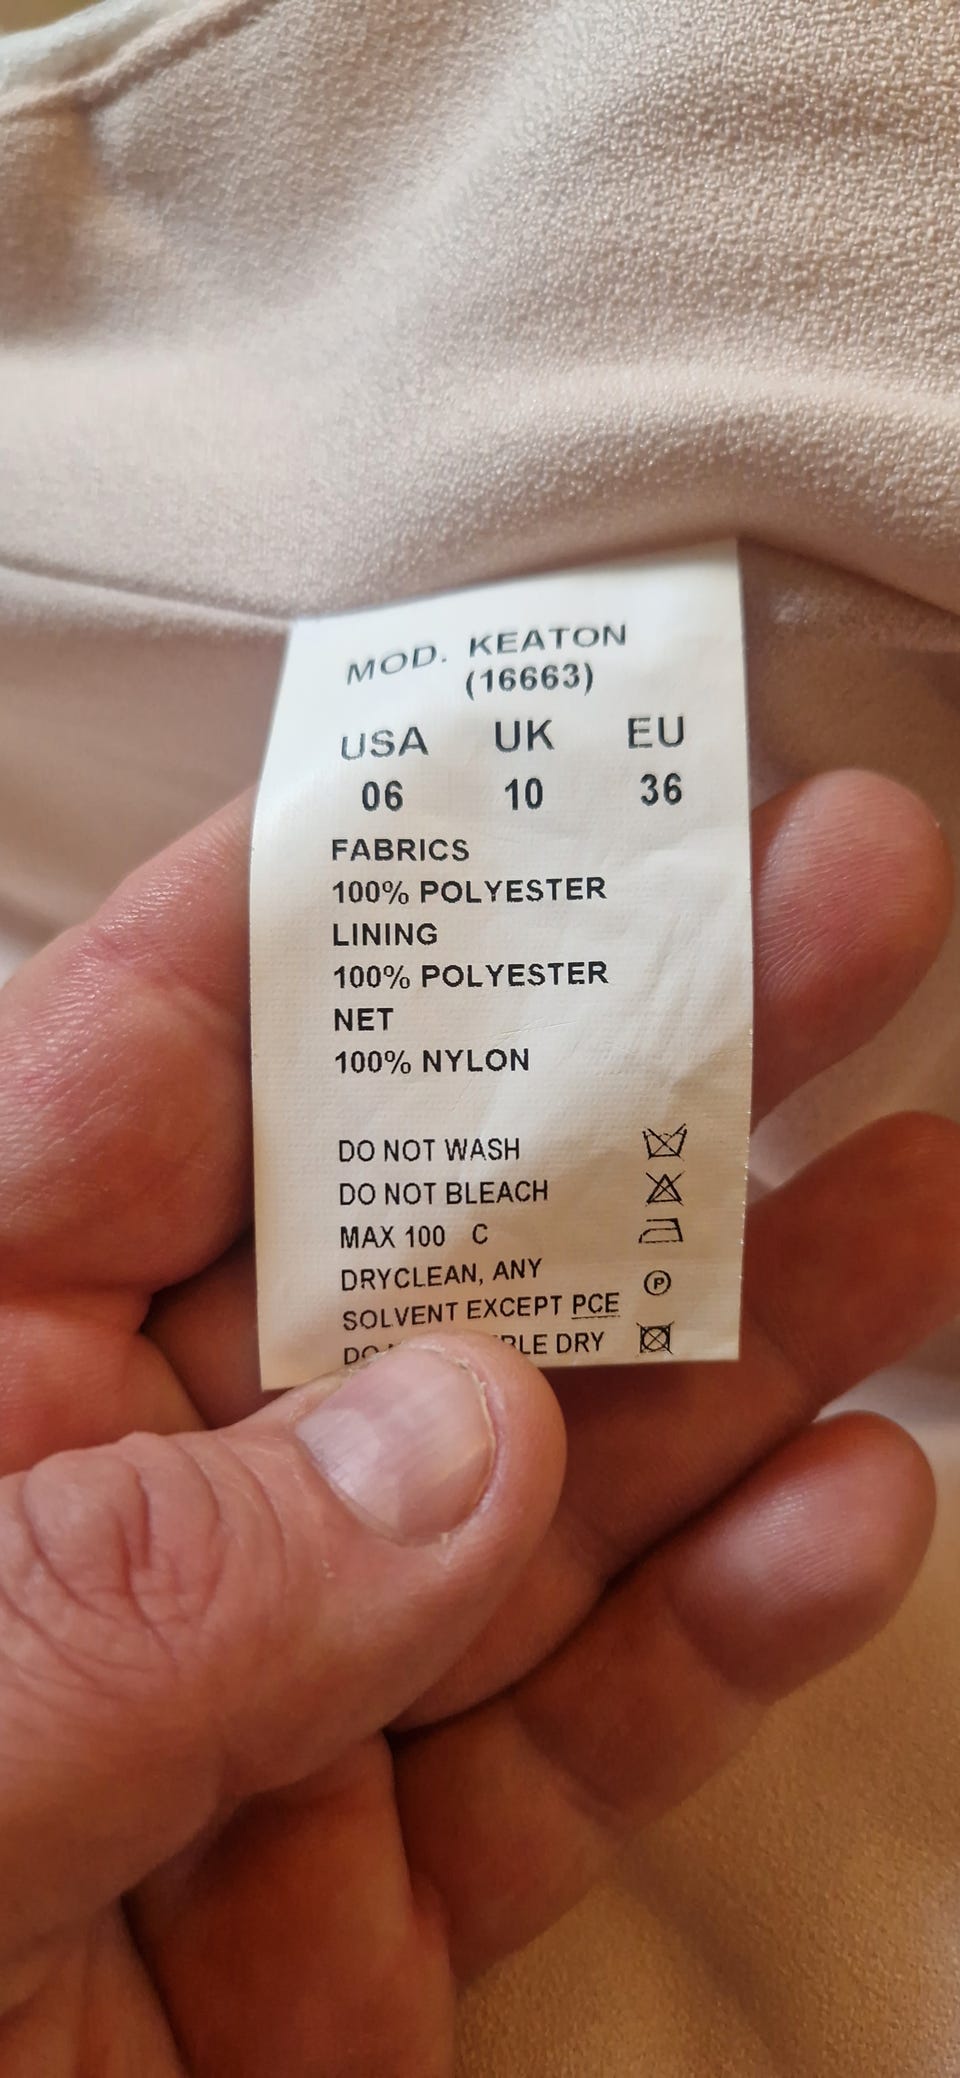 MOD. KEATON
(16663)
USA UK EU
06 10 36
FABRICS
100% POLYESTER
LINING
100% POLYESTER
NET
100% NYLON
DO NOT WASH
DO NOT BLEACH
MAX 100 C
DRYCLEAN, ANY
P
SOLVENT EXCEPT PCE
DRY